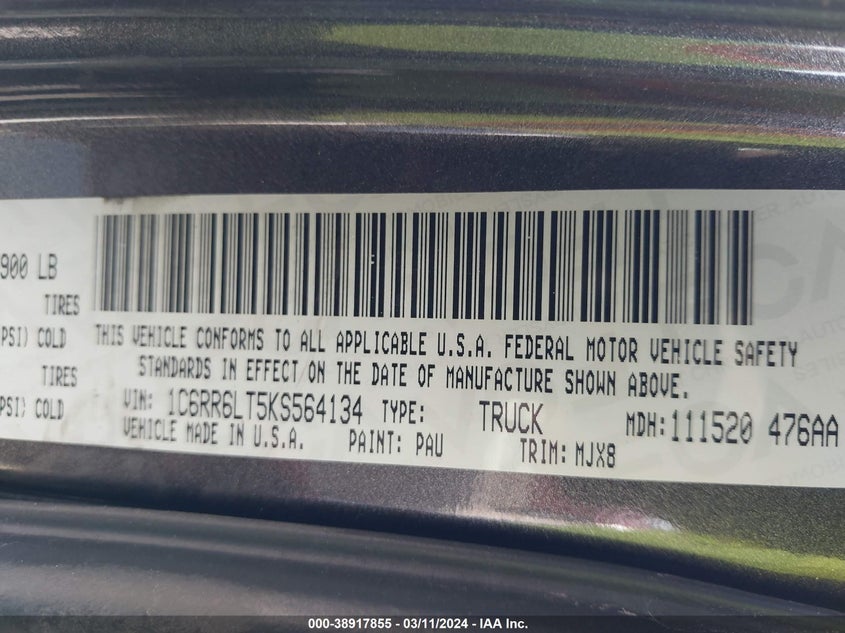 900 LB
TIRES
PSI) COLD
TIRES
PSI) COLD
THIS VEHICLE CONFORMS TO ALL APPLICABLE U.S.A. FEDERAL MOTOR VEHICLE SAFETY
STANDARDS IN EFFECT ON THE DATE OF MANUFACTURE SHOWN ABOVE.
VIN: 1C6RR6LT5KS564134 TYPE: TRUCK MDH: 111520 476AA
VEHICLE MADE IN U.S.A. PAINT: PAU TRIM: MJX8
000-38917855 - 03/11/2024 - IAA Inc.